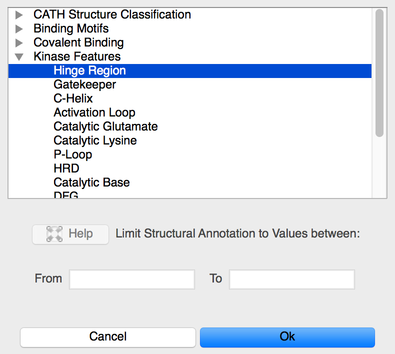 CATH Structure Classification
Binding Motifs
Covalent Binding
Kinase Features
Hinge Region
Gatekeeper
C-Helix
Activation Loop
Catalytic Glutamate
Catalytic Lysine
P-Loop
HRD
Catalytic Base
DFG
Help Limit Structural Annotation to Values between:
From To
Cancel Ok